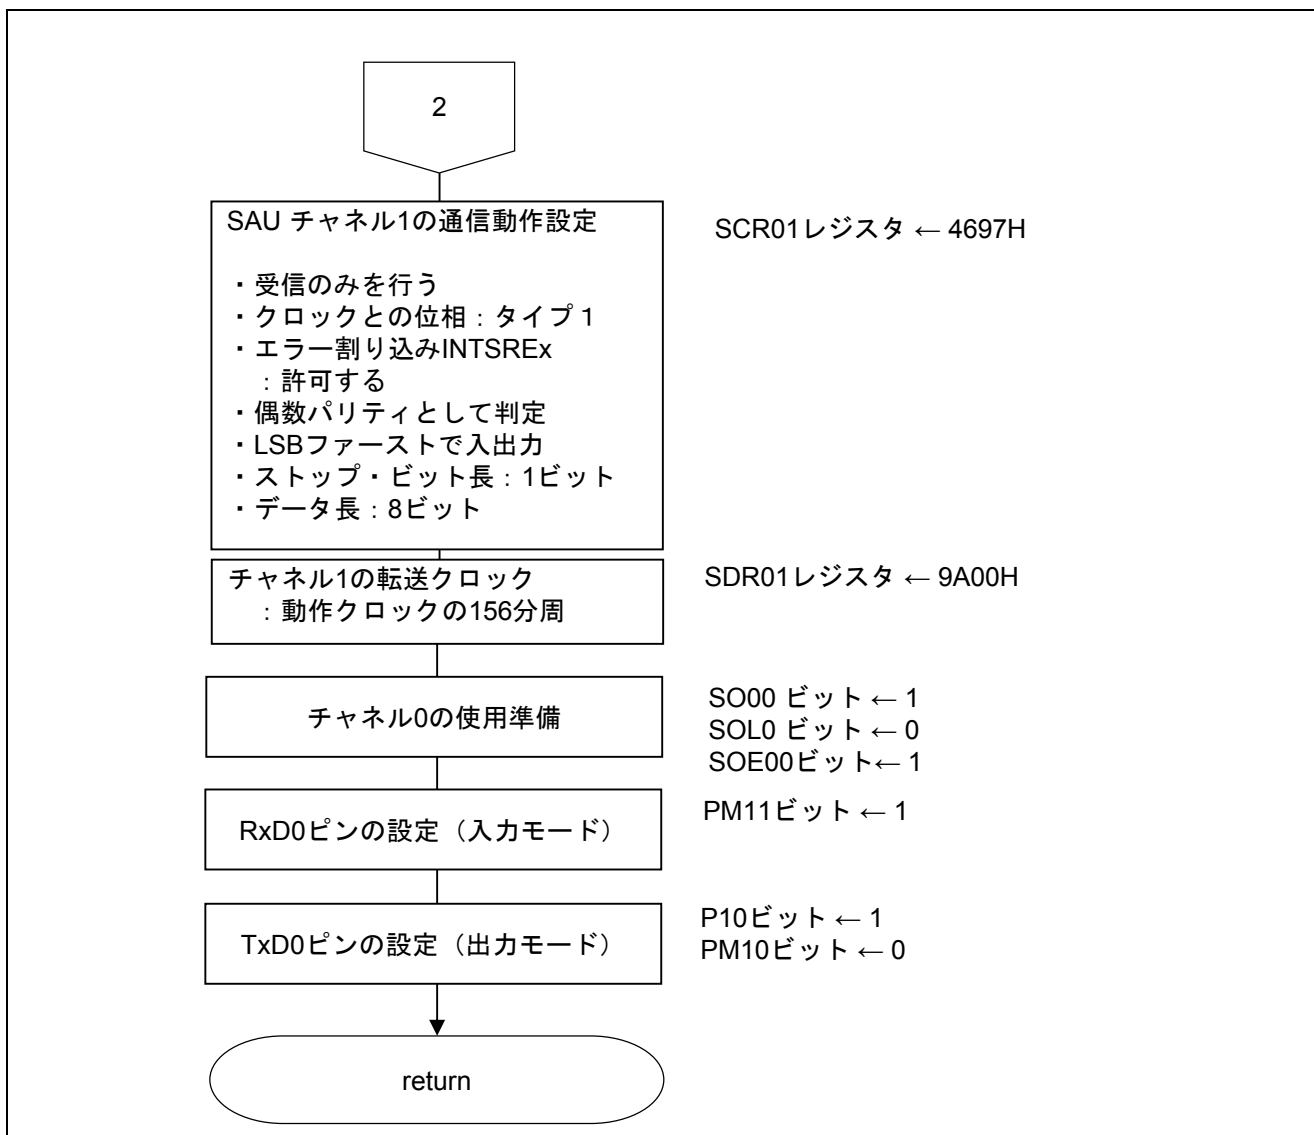 2
SAU チャネル1の通信動作設定
SCR01レジスタ ← 4697H
・受信のみを行う
・クロックとの位相：タイプ１
・エラー割り込みINTSREx
：許可する
・偶数パリティとして判定
・LSBファーストで入出力
・ストップ・ビット長：1ビット
・データ長：8ビット
チャネル1の転送クロック
：動作クロックの156分周
SDR01レジスタ ← 9A00H
チャネル0の使用準備
SO00 ビット ← 1
SOL0 ビット ← 0
SOE00ビット← 1
RxD0ピンの設定（入力モード）
PM11ビット ← 1
TxD0ピンの設定（出力モード）
P10ビット ← 1
PM10ビット ← 0
return